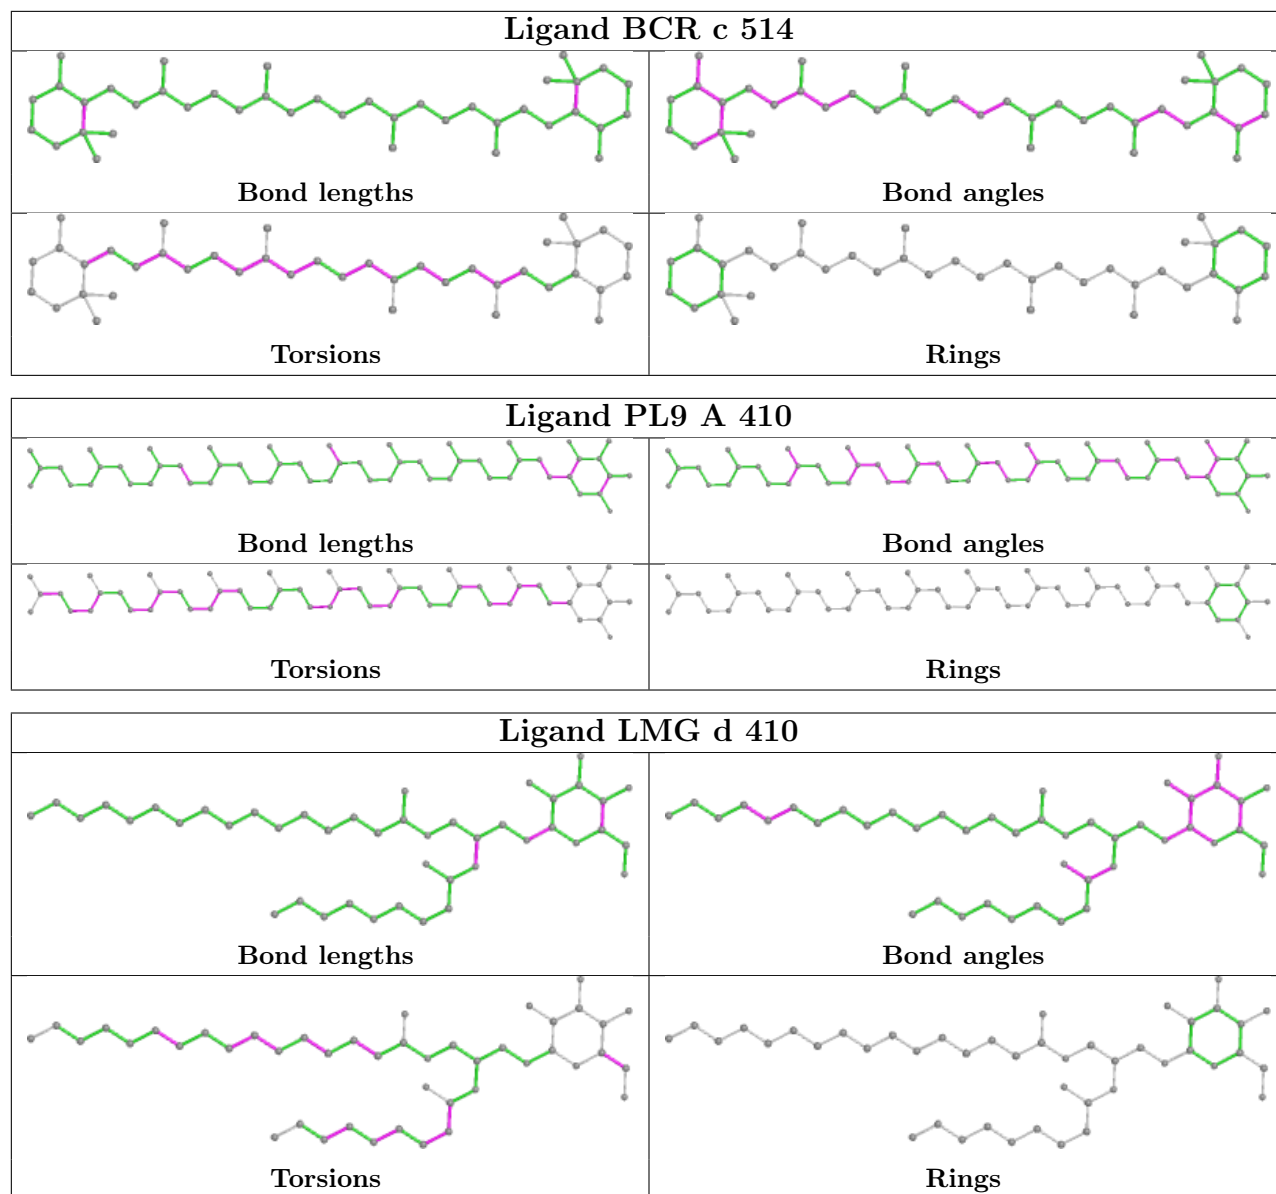 Ligand BCR c 514
Bond lengths
Bond angles
Torsions
Rings
Ligand PL9 A 410
Bond lengths
Bond angles
Torsions
Rings
Ligand LMG d 410
Bond lengths
Bond angles
Torsions
Rings